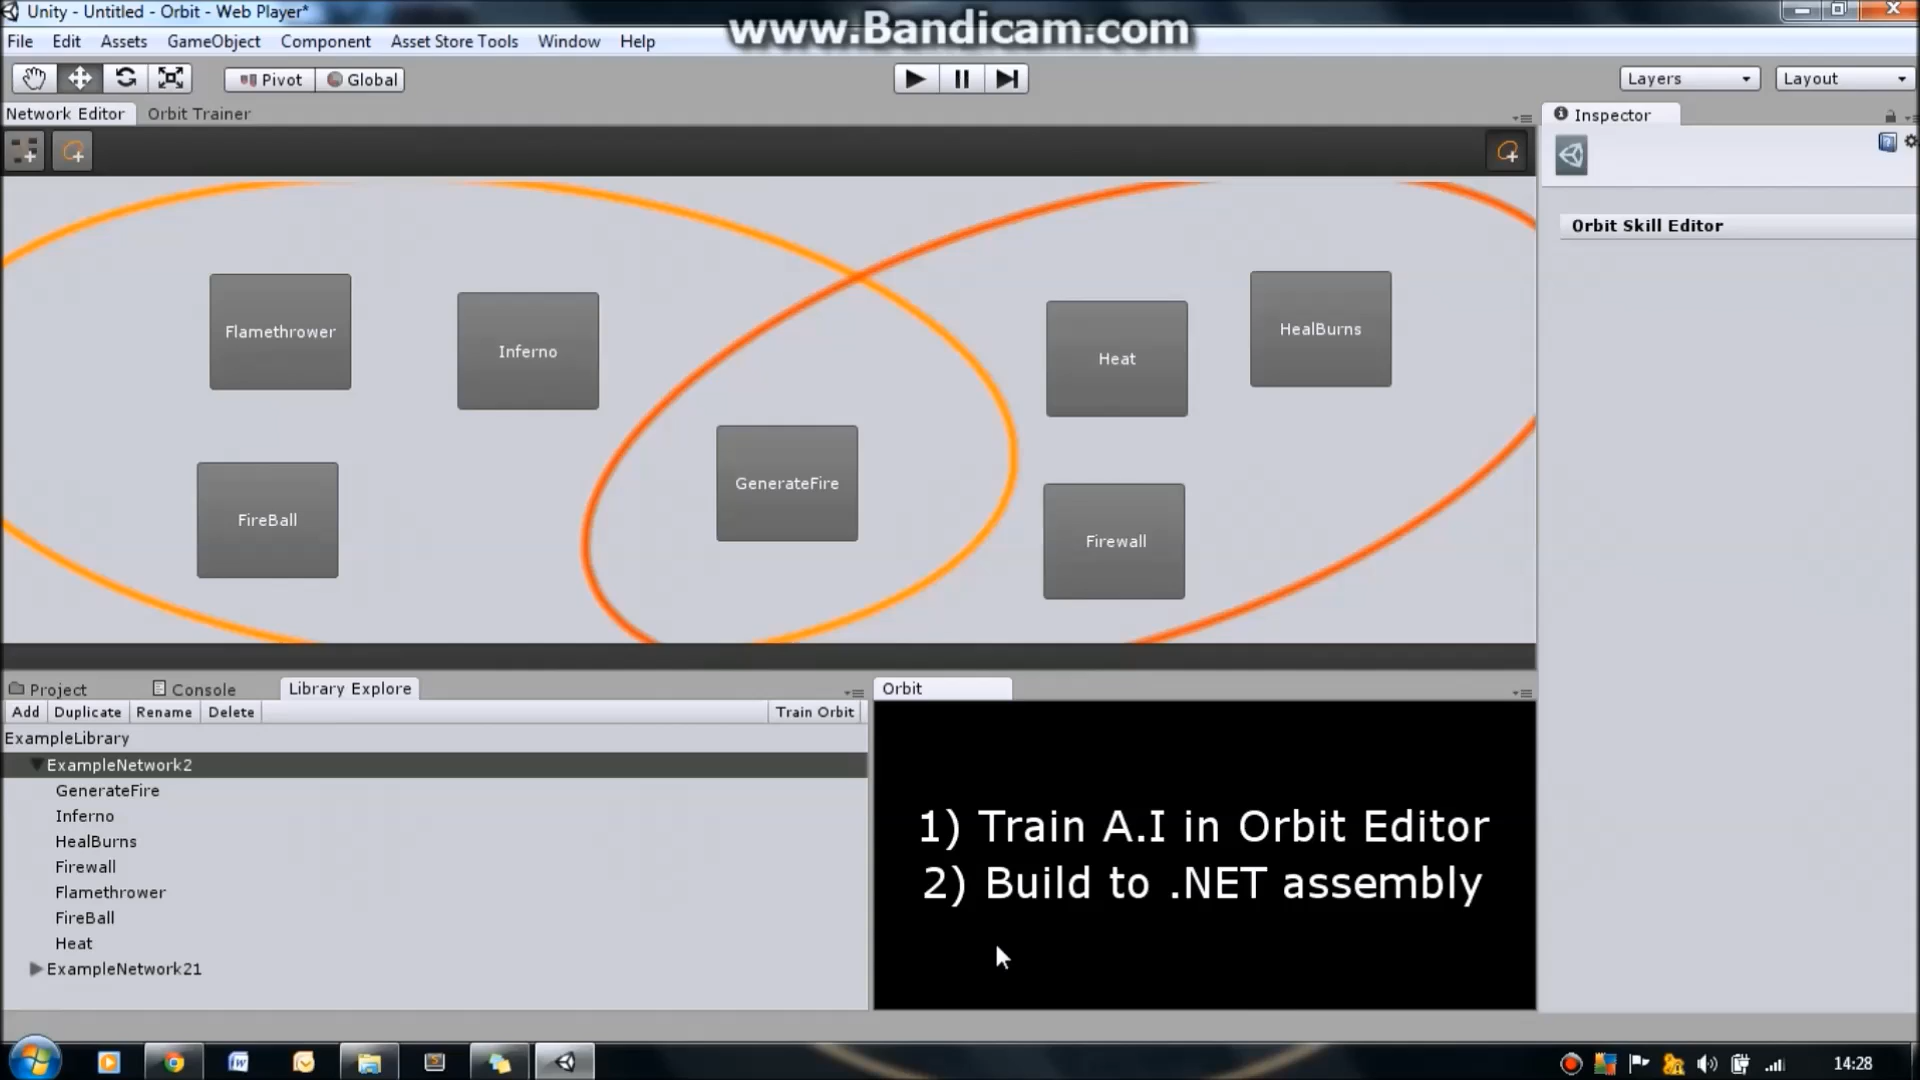 Unity - Untitled - Orbit - Web Player*
www.Bandicam.com
File Edit Assets GameObject Component Asset Store Tools Window Help
Pivot Global Layers Layout
Network Editor Orbit Trainer Inspector
Orbit Skill Editor
Flamethrower
Inferno
Heat
HealBurns
FireBall
GenerateFire
Firewall
Project Console Library Explore Orbit
Add Duplicate Rename Delete Train Orbit
ExampleLibrary
ExampleNetwork2
GenerateFire
Inferno
HealBurns
Firewall
Flamethrower
FireBall
Heat
ExampleNetwork21
1) Train A.I in Orbit Editor
2) Build to .NET assembly
14:28